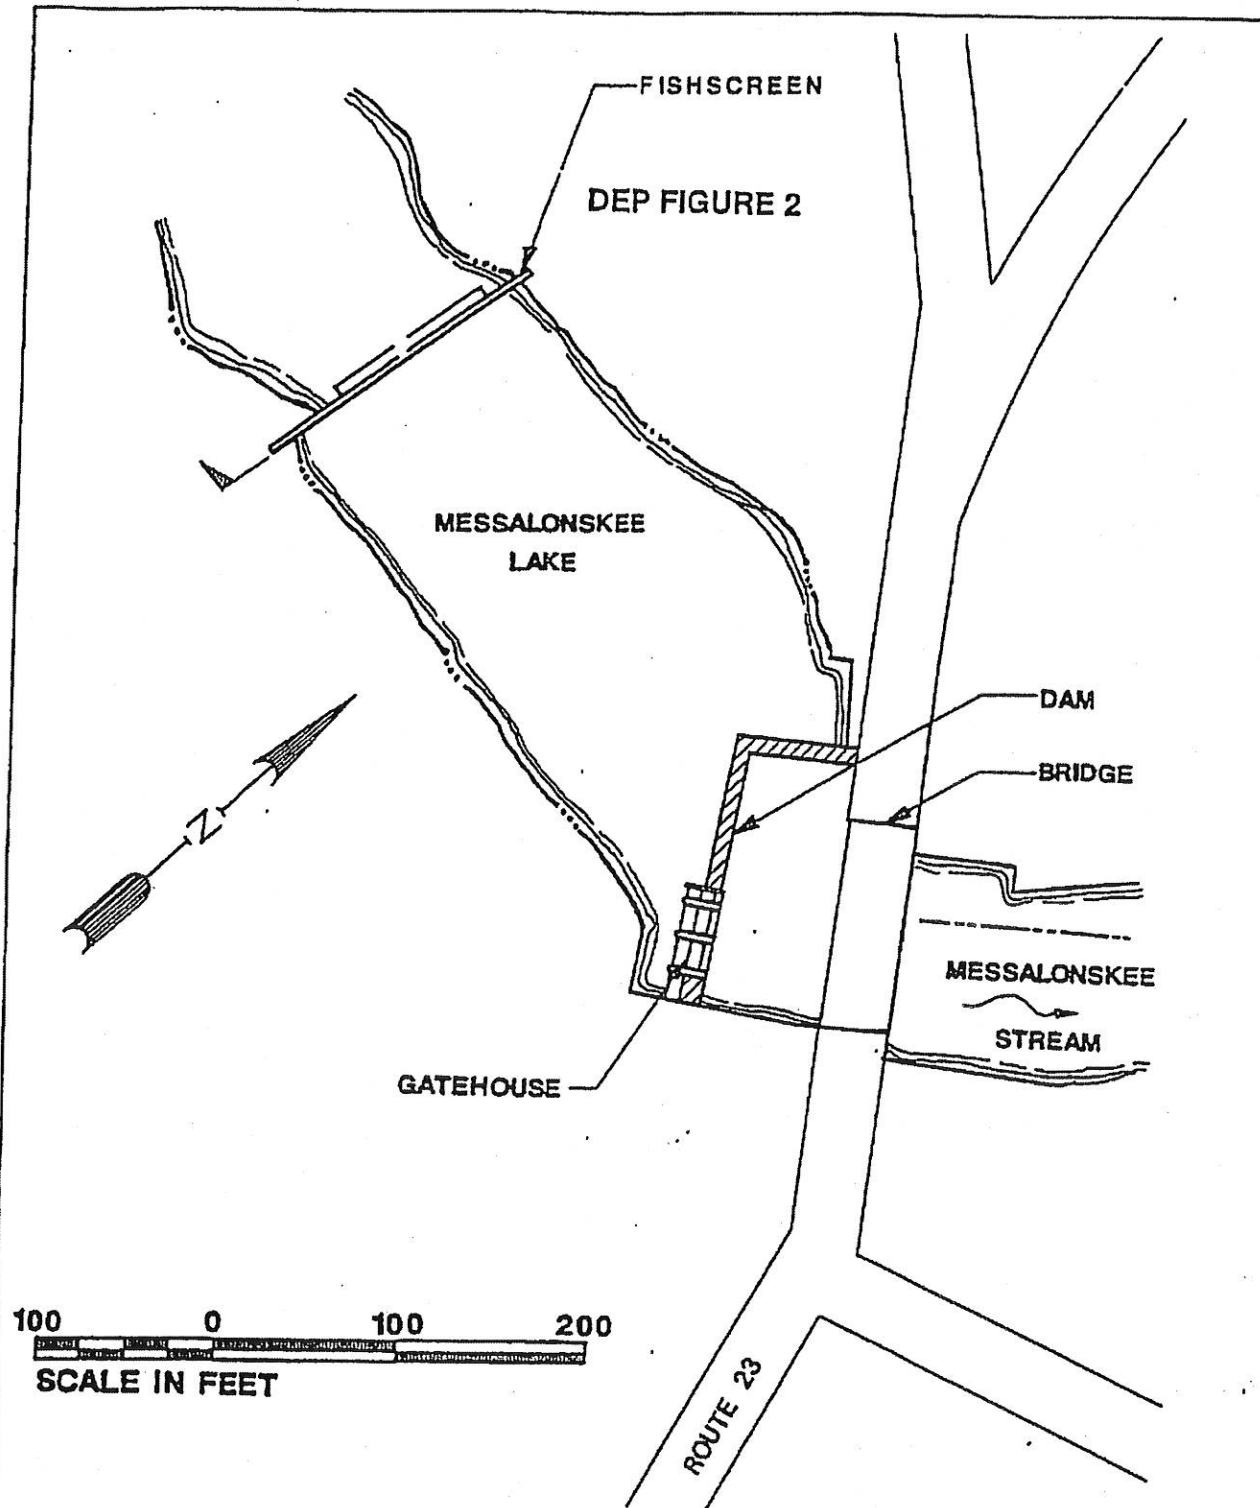 FISHSCREEN
DEP FIGURE 2
MESSALONSKEE
LAKE
DAM
BRIDGE
N
MESSALONSKEE
STREAM
GATEHOUSE
100 0 100 200
SCALE IN FEET
ROUTE 23